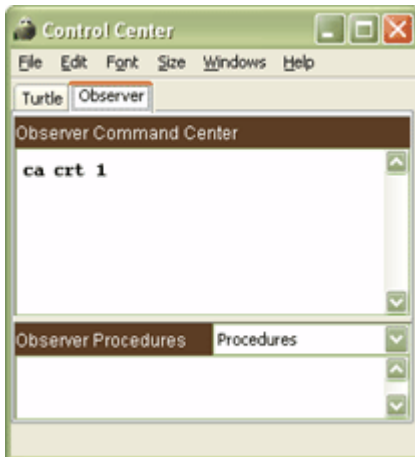 Control Center
File Edit Font Size Windows Help
Turtle Observer
Observer Command Center
ca crt 1
Observer Procedures Procedures